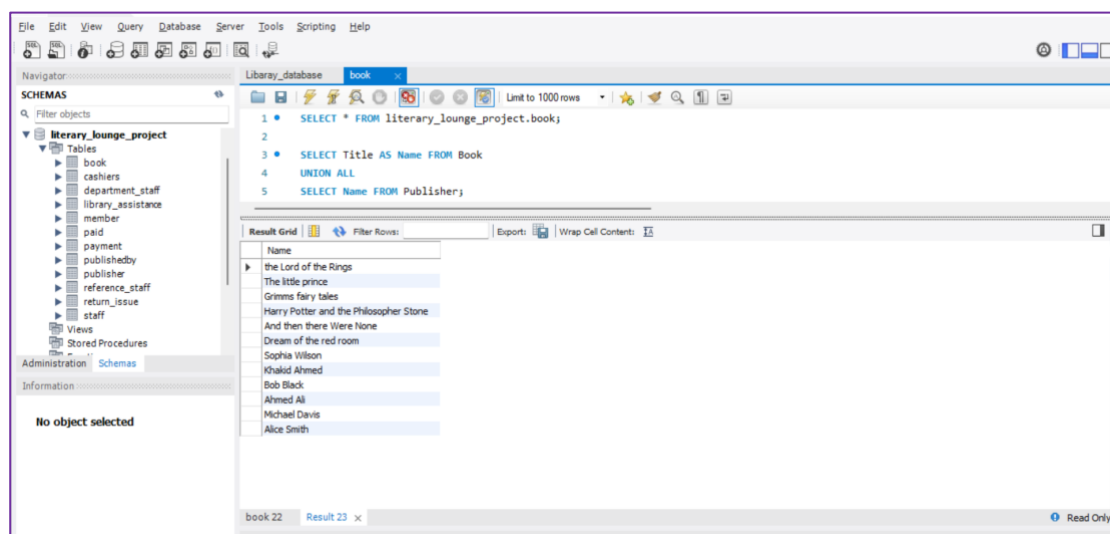 File Edit View Query Database Server Tools Scripting Help
Navigator
SCHEMAS
Filter objects
literary_lounge_project
Tables
book
cashiers
department_staff
library_assistance
member
paid
payment
publishedby
publisher
reference_staff
return_issue
staff
Views
Stored Procedures
Administration Schemas
Information
No object selected
Libaray_database book
Limit to 1000 rows
1 SELECT * FROM literary_lounge_project.book;
2
3 SELECT Title AS Name FROM Book
4 UNION ALL
5 SELECT Name FROM Publisher;
Result Grid Filter Rows: Export: Wrap Cell Content:
Name
the Lord of the Rings
The little prince
Grimms fairy tales
Harry Potter and the Philosopher Stone
And then there Were None
Dream of the red room
Sophia Wilson
Khakid Ahmed
Bob Black
Ahmed Ali
Michael Davis
Alice Smith
book 22 Result 23 Read Only